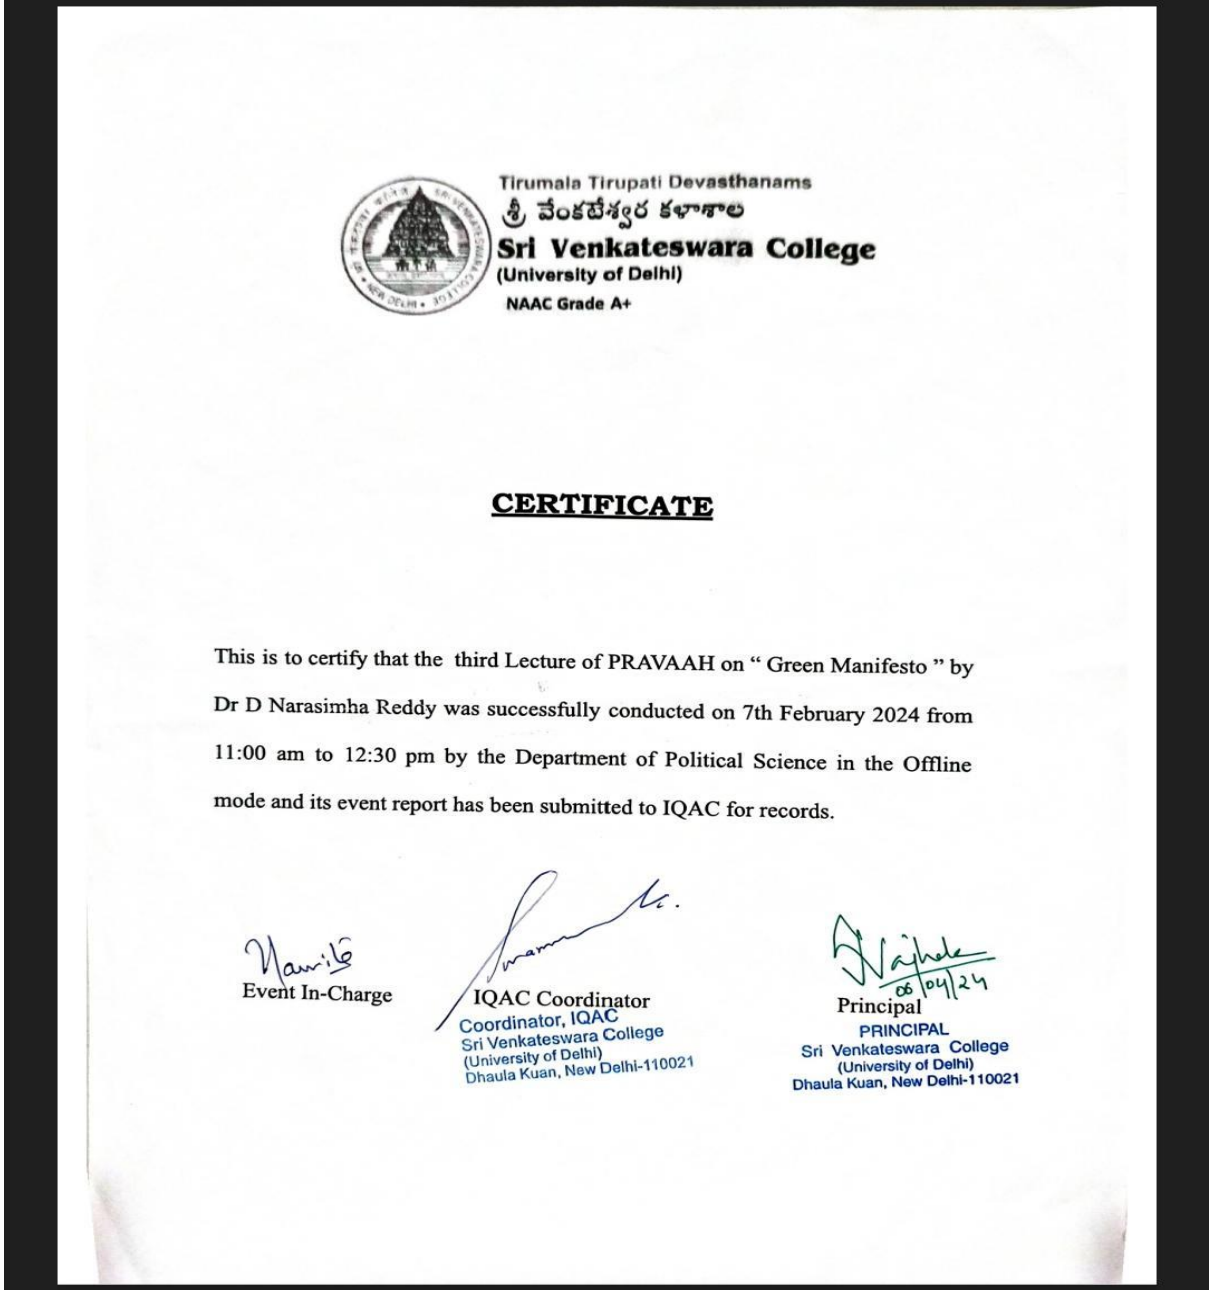 Tirumala Tirupati Devasthanams
శ్రీ వేంకటేశ్వర కళాశాల
Sri Venkateswara College
(University of Delhi)
NAAC Grade A+
SRI VENKATESWARA COLLEGE
NEW DELHI
CERTIFICATE
This is to certify that the third Lecture of PRAVAAH on “ Green Manifesto ” by
Dr D Narasimha Reddy was successfully conducted on 7th February 2024 from
11:00 am to 12:30 pm by the Department of Political Science in the Offline
mode and its event report has been submitted to IQAC for records.
Event In-Charge
IQAC Coordinator
Coordinator, IQAC
Sri Venkateswara College
(University of Delhi)
Dhaula Kuan, New Delhi-110021
06/04/24
Principal
PRINCIPAL
Sri Venkateswara College
(University of Delhi)
Dhaula Kuan, New Delhi-110021